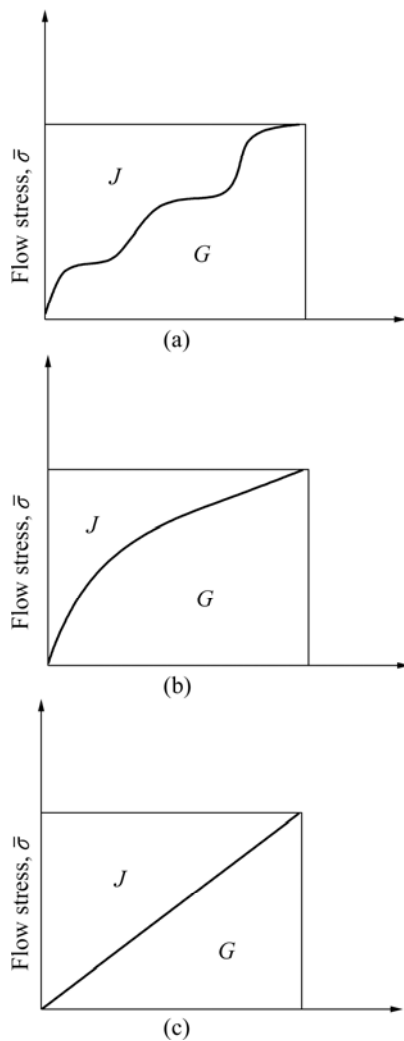 Flow stress, σ̄
J
G
(a)
Flow stress, σ̄
J
G
(b)
Flow stress, σ̄
J
G
(c)